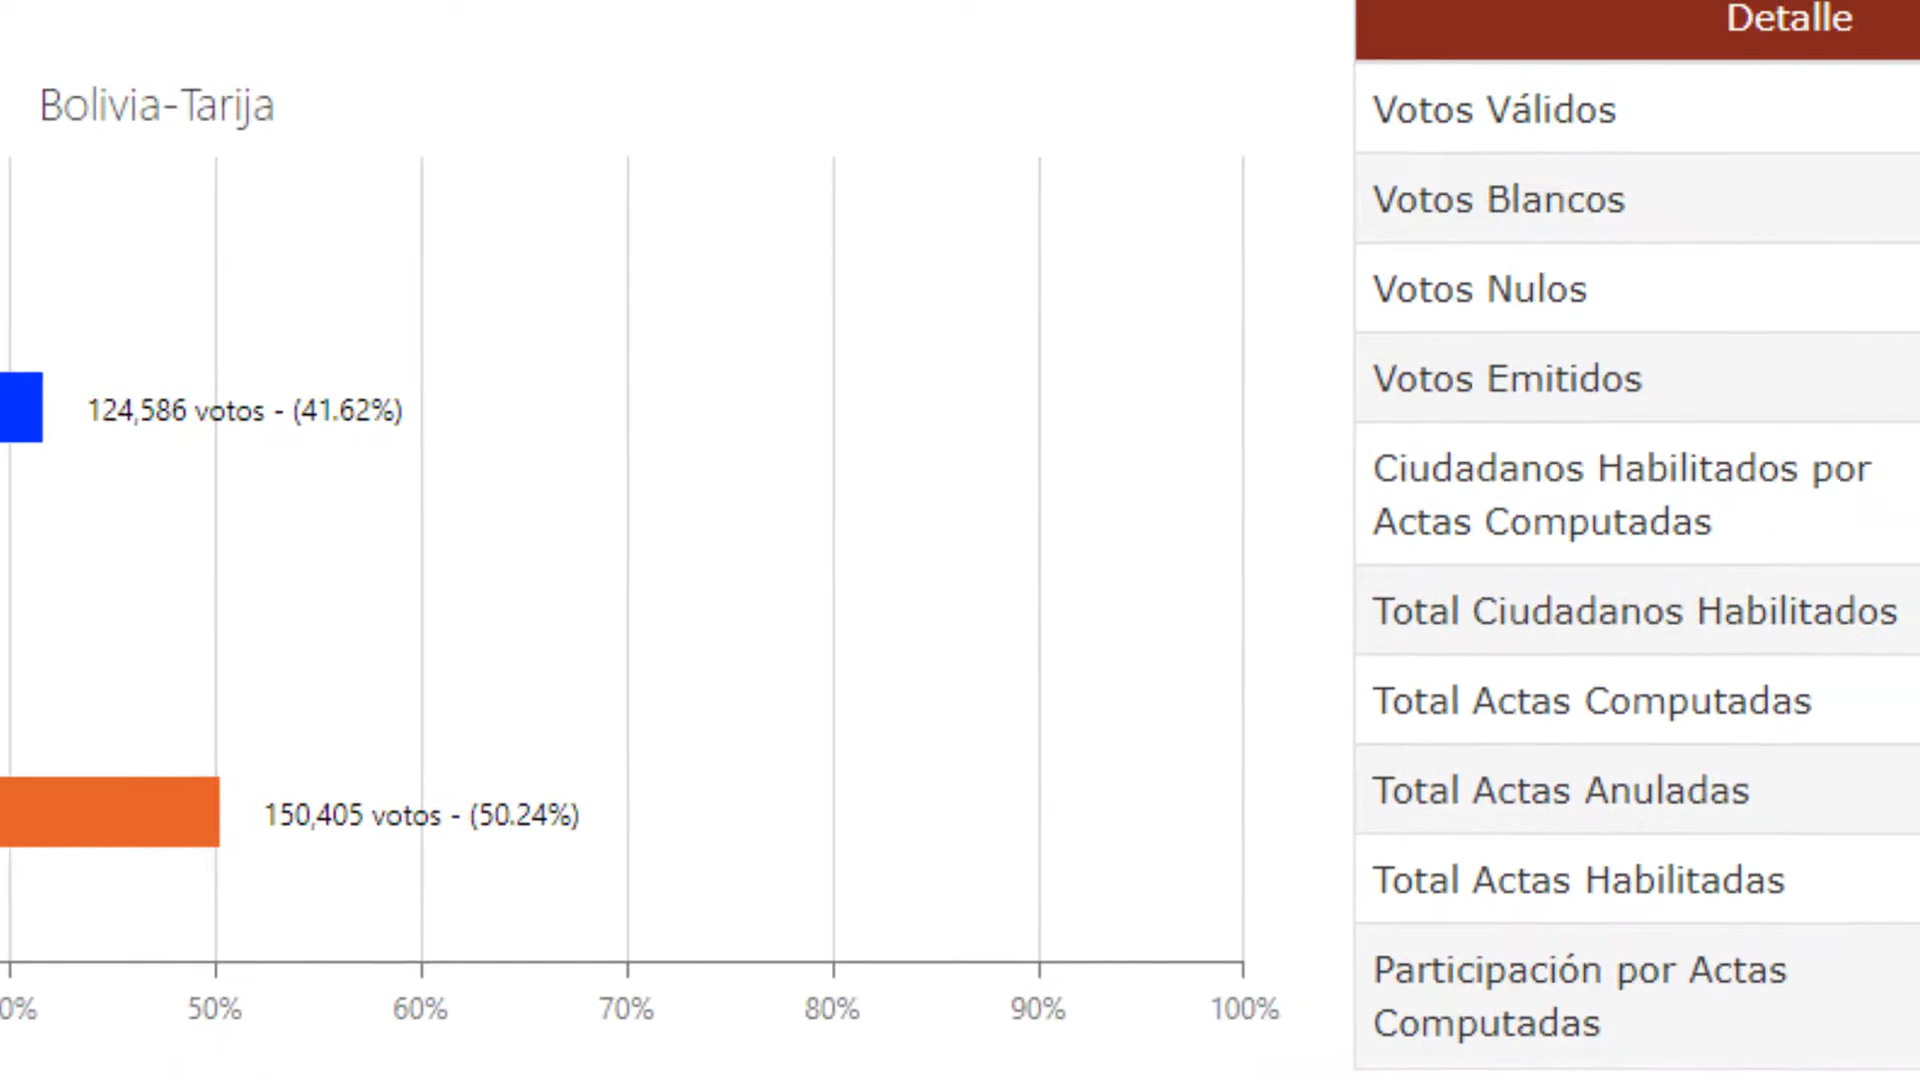 Bolivia-Tarija
124,586 votos - (41.62%)
150,405 votos - (50.24%)
0%
50%
60%
70%
80%
90%
100%
Detalle
Votos Válidos
Votos Blancos
Votos Nulos
Votos Emitidos
Ciudadanos Habilitados por
Actas Computadas
Total Ciudadanos Habilitados
Total Actas Computadas
Total Actas Anuladas
Total Actas Habilitadas
Participación por Actas
Computadas